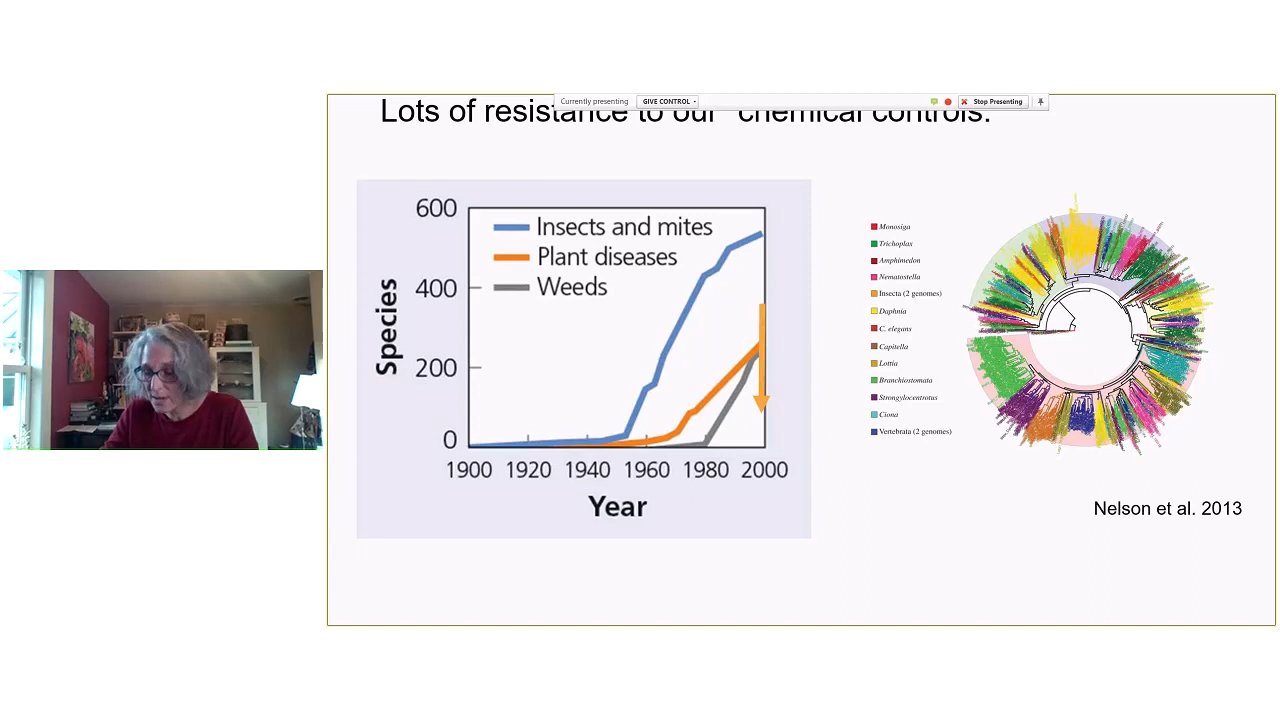 Currently presenting GIVE CONTROL Stop Presenting
Lots of resistance to our "chemical controls.
600
400
200
0
Species
Insects and mites
Plant diseases
Weeds
1900 1920 1940 1960 1980 2000
Year
Monosiga
Trichoplax
Amphimedon
Nematostella
Insecta (2 genomes)
Daphnia
C. elegans
Capitella
Lottia
Branchiostoma
Strongylocentrotus
Ciona
Vertebrata (2 genomes)
Nelson et al. 2013